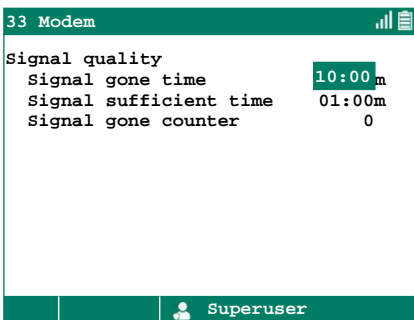 33 Modem
Signal quality
Signal gone time 10:00m
Signal sufficient time 01:00m
Signal gone counter 0
Superuser